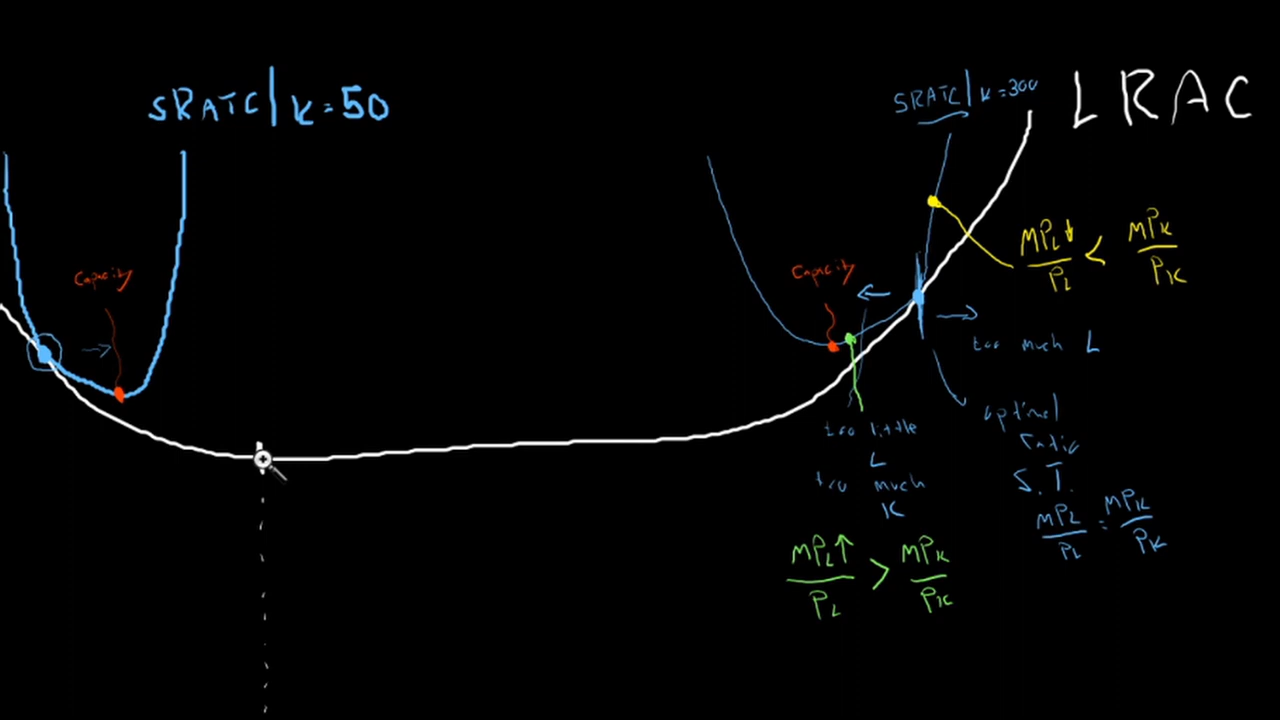 SRATC | K=50
SRATC | K=300
LRAC
Capacity
Capacity
MPL↓ / PL < MPK / PK
too much L
too little
L
too much
K
optimal
ratio
S.T.
MPL / PL = MPK / PK
MPL↑ / PL > MPK / PK